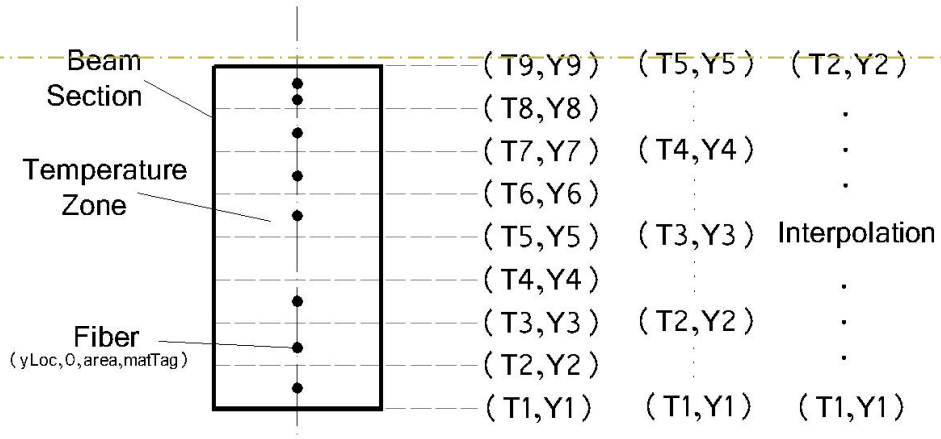 Beam
Section
Temperature
Zone
Fiber
(yLoc,0,area,matTag)
(T9,Y9) (T5,Y5) (T2,Y2)
(T8,Y8)
(T7,Y7) (T4,Y4)
(T6,Y6)
(T5,Y5) (T3,Y3) Interpolation
(T4,Y4)
(T3,Y3) (T2,Y2)
(T2,Y2)
(T1,Y1) (T1,Y1) (T1,Y1)